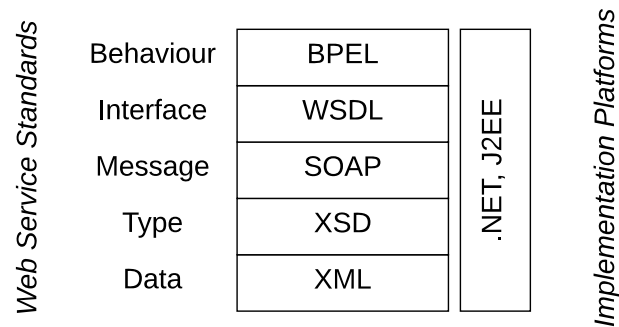 Web Service Standards
Behaviour BPEL
Interface WSDL
Message SOAP
Type XSD
Data XML
.NET, J2EE
Implementation Platforms